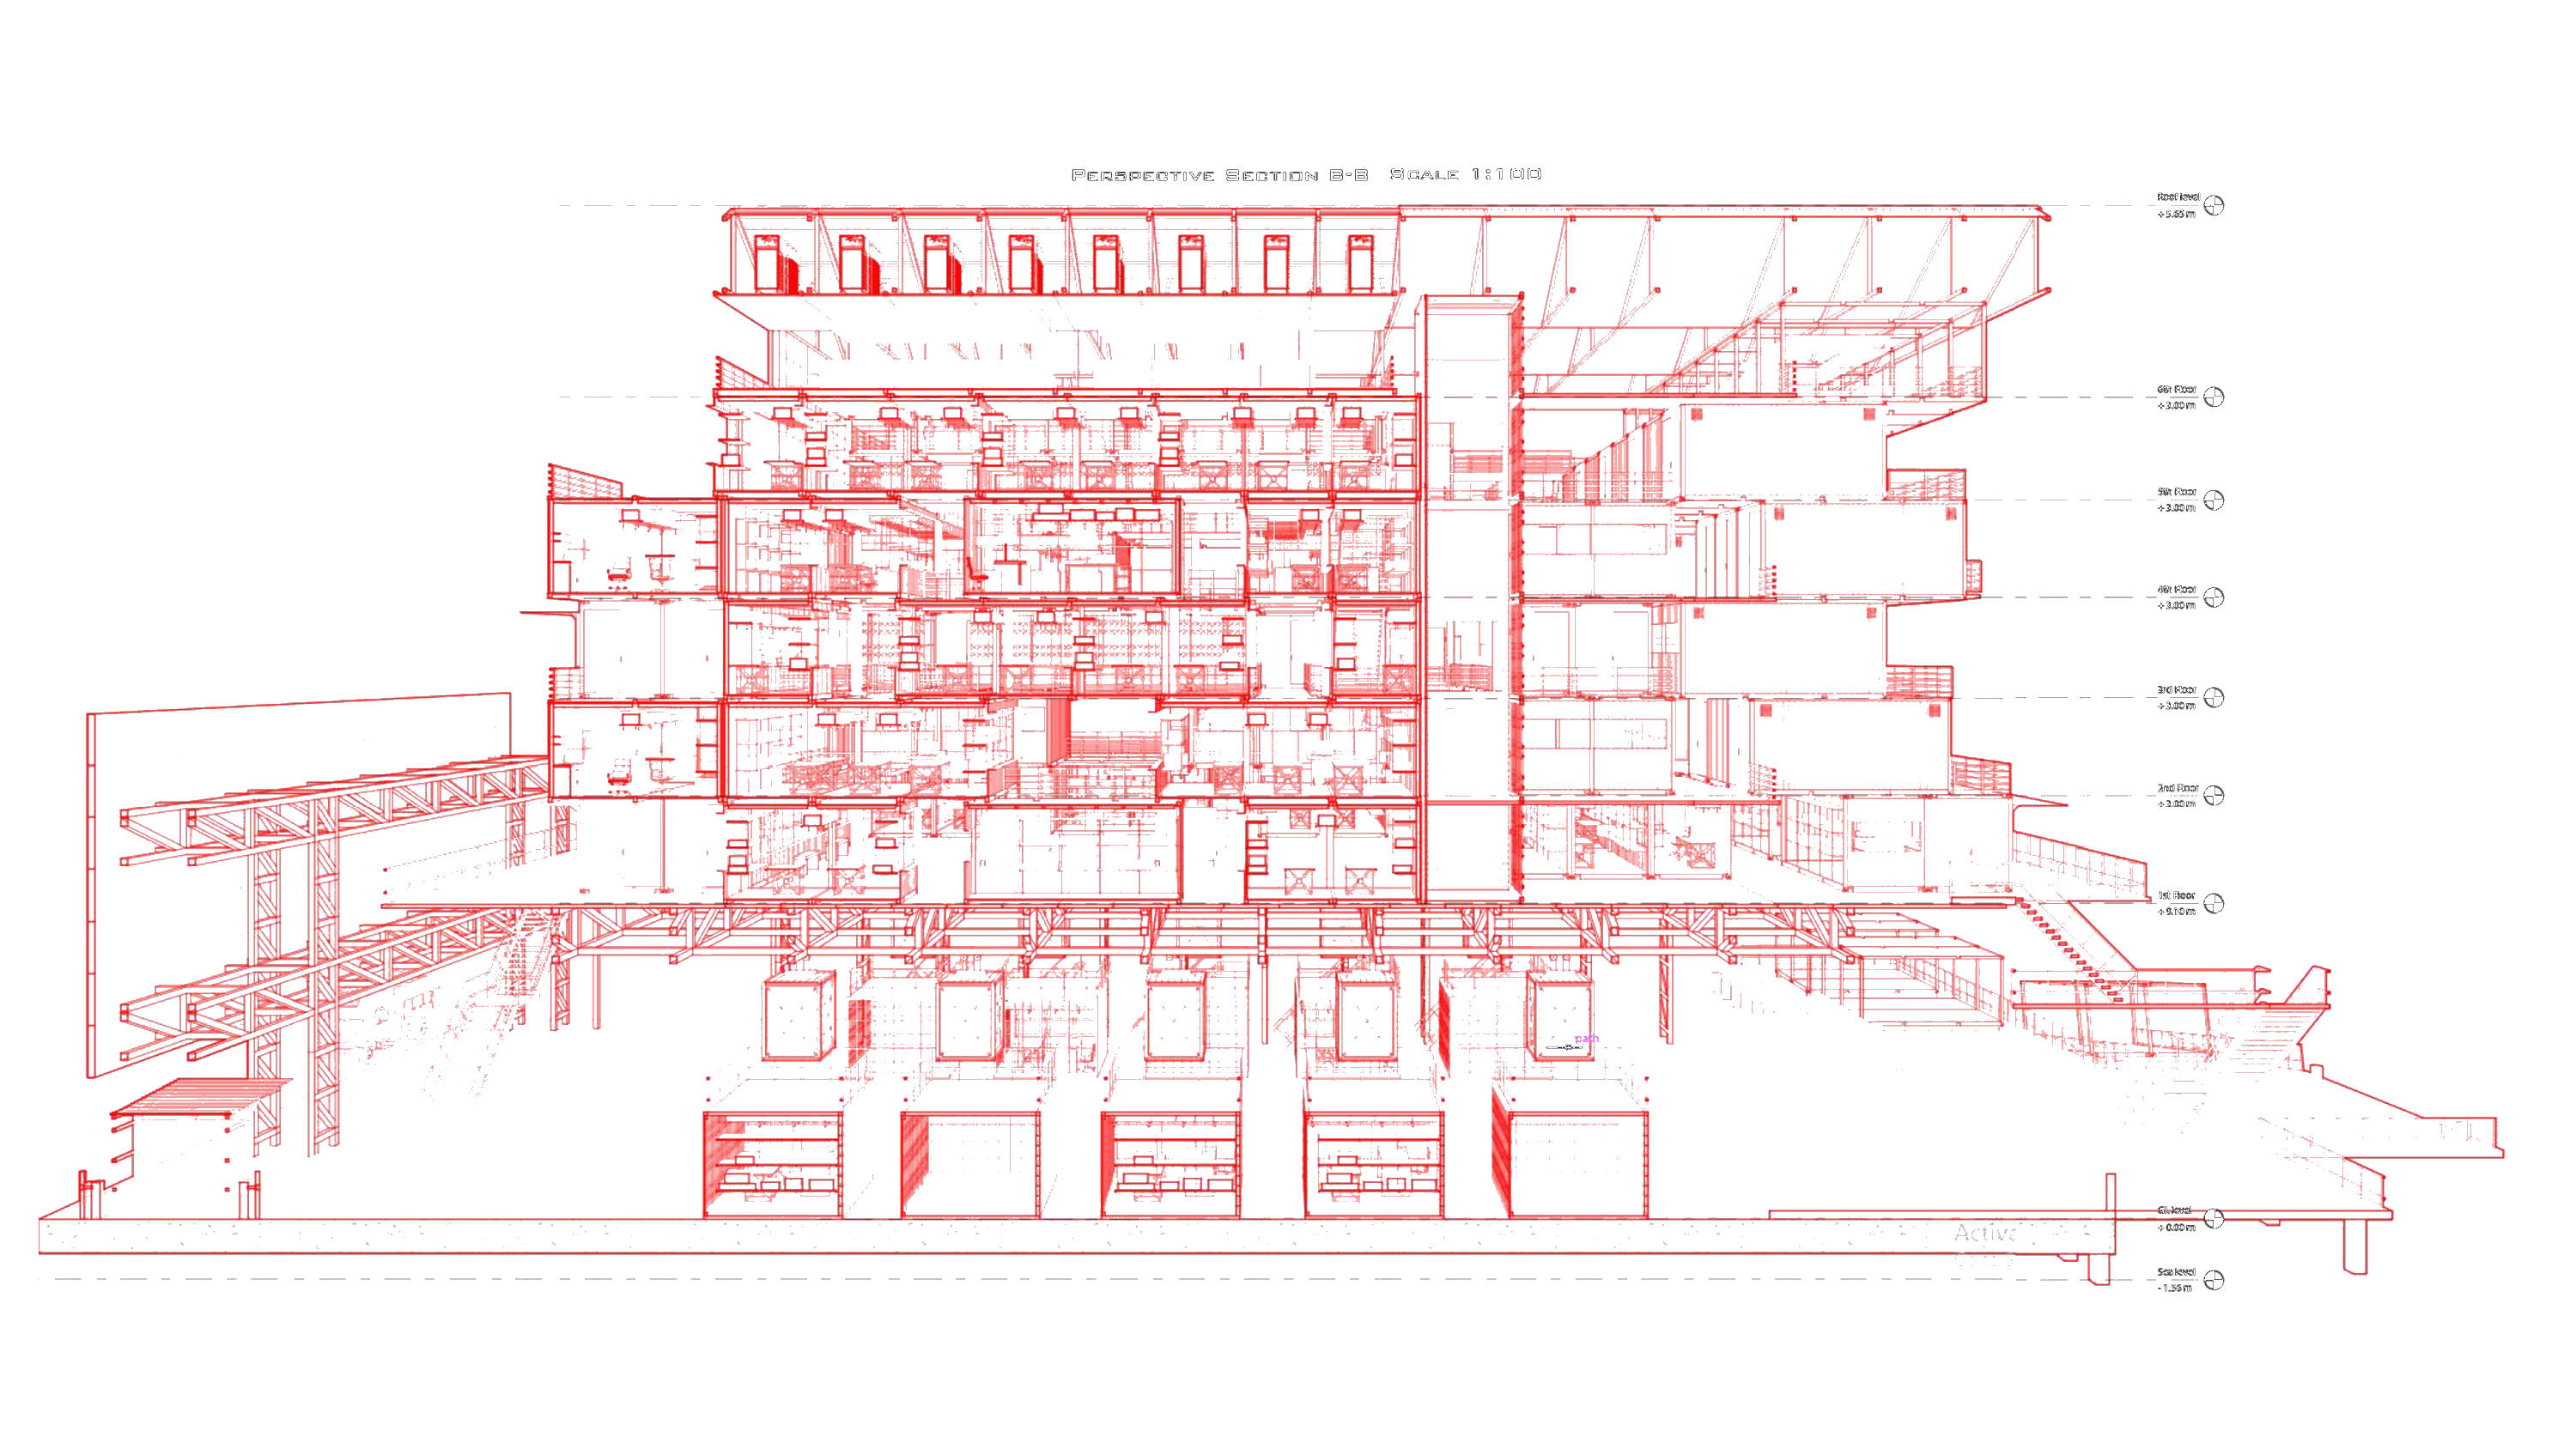 PERSPECTIVE SECTION B-B SCALE 1:100
Roof level
+5.65 m
6th Floor
+3.00 m
5th Floor
+3.00 m
4th Floor
+3.00 m
3rd Floor
+3.00 m
2nd Floor
+3.00 m
1st Floor
+9.10 m
path
GL level
+0.00 m
Activa
Sea level
-1.36 m